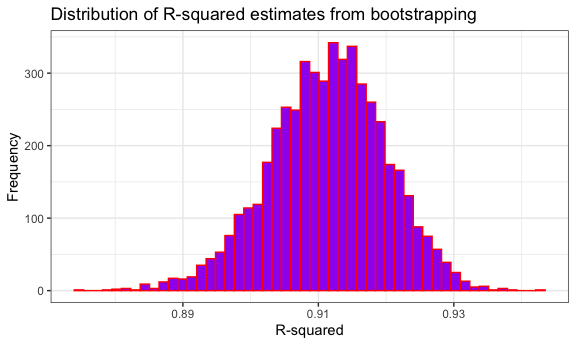 Distribution of R-squared estimates from bootstrapping
300
200
100
0
Frequency
0.89
0.91
0.93
R-squared